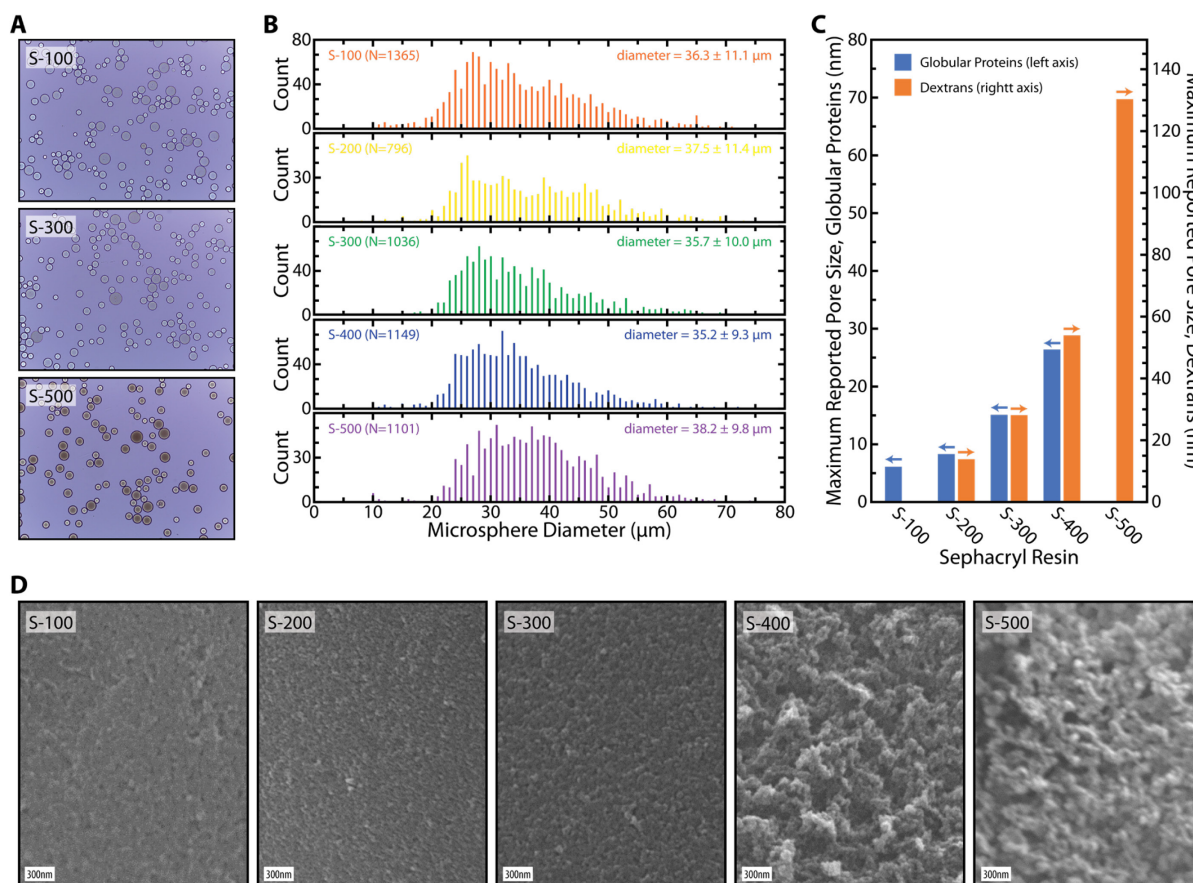 A
S-100
S-300
S-500
B
80
40
0
Count
S-100 (N=1365)
diameter = 36.3 ± 11.1 µm
30
0
Count
S-200 (N=796)
diameter = 37.5 ± 11.4 µm
40
0
Count
S-300 (N=1036)
diameter = 35.7 ± 10.0 µm
40
0
Count
S-400 (N=1149)
diameter = 35.2 ± 9.3 µm
30
0
Count
S-500 (N=1101)
diameter = 38.2 ± 9.8 µm
0 10 20 30 40 50 60 70 80
Microsphere Diameter (µm)
C
Maximum Reported Pore Size, Globular Proteins (nm)
80
70
60
50
40
30
20
10
0
Globular Proteins (left axis)
Dextrans (rightt axis)
140
120
100
80
60
40
20
0
Maximum Reported Pore Size, Dextrans (nm)
S-100
S-200
S-300
S-400
S-500
Sephacryl Resin
D
S-100
300nm
S-200
300nm
S-300
300nm
S-400
300nm
S-500
300nm